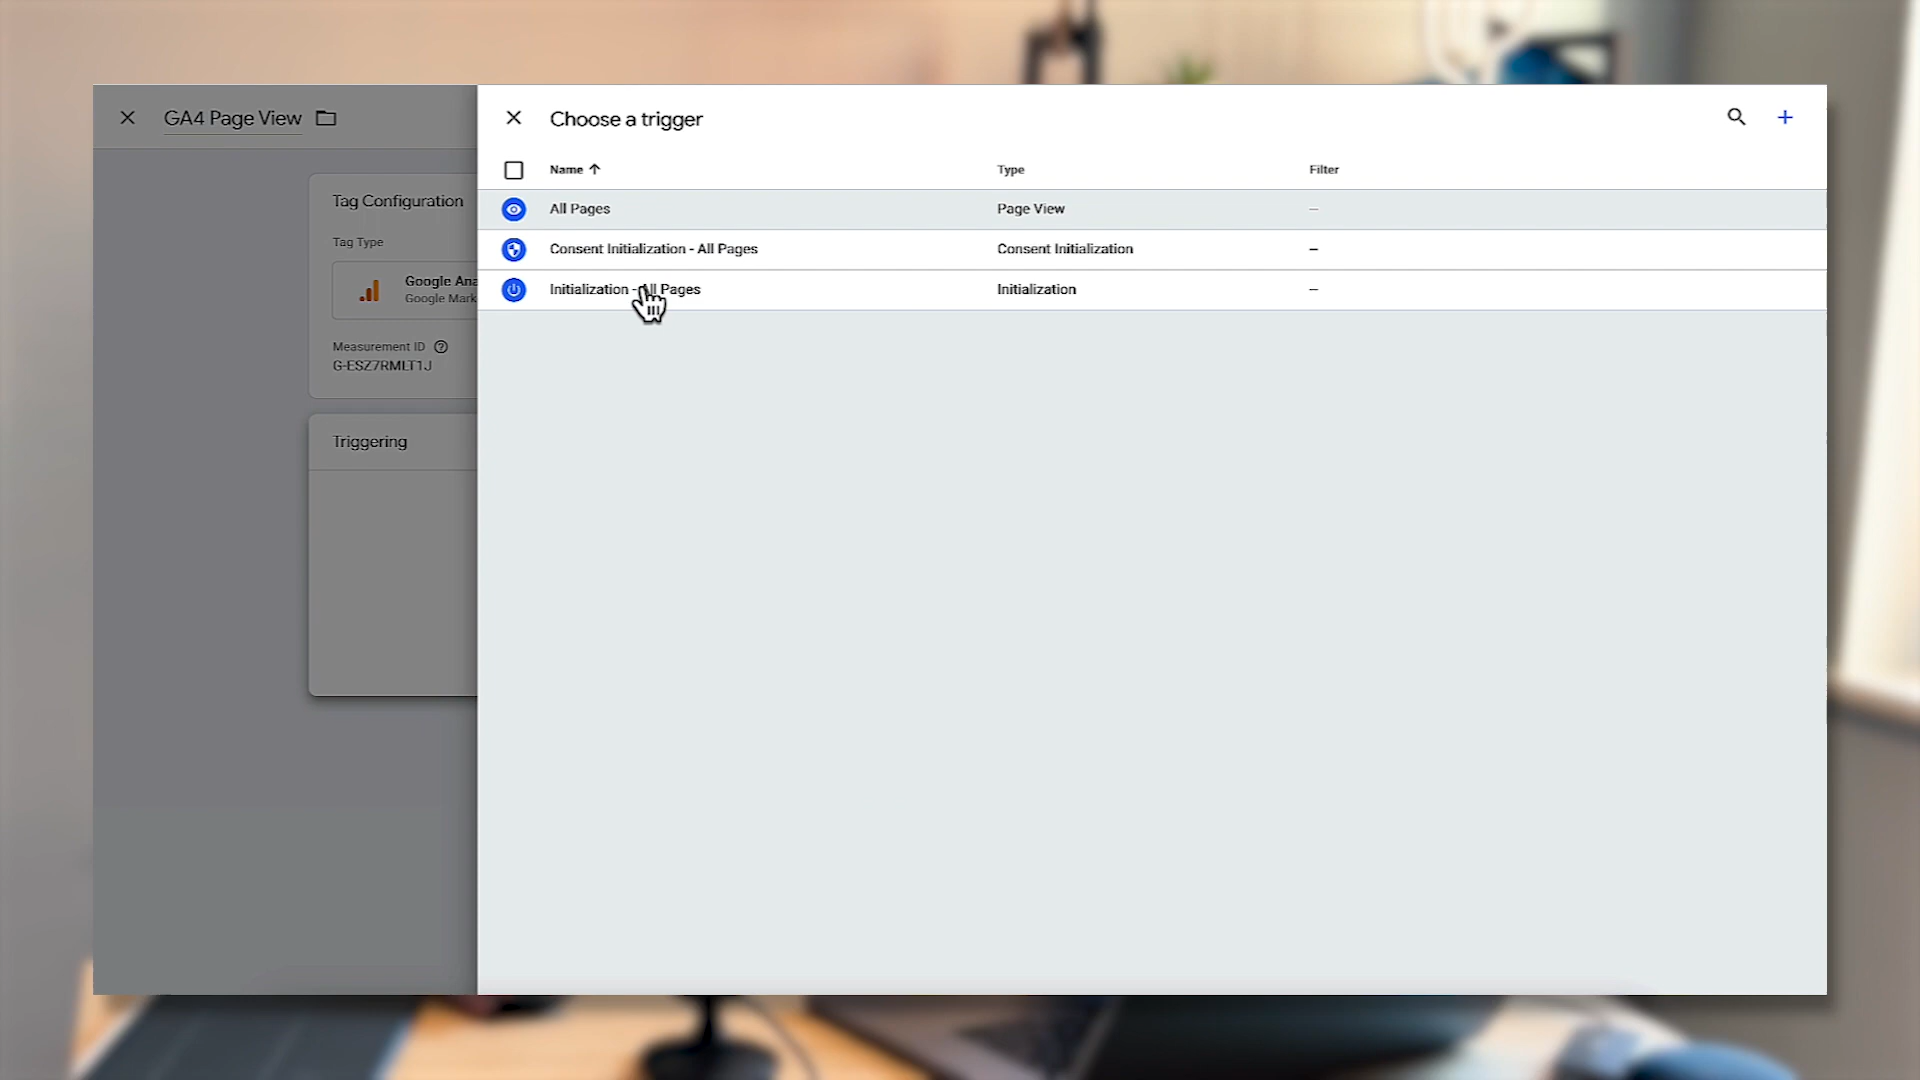 GA4 Page View
Tag Configuration
Tag Type
Google Ana
Google Mark
Measurement ID
G-ESZ7RMLT1J
Triggering
Choose a trigger
Name Type Filter
All Pages Page View –
Consent Initialization - All Pages Consent Initialization –
Initialization - All Pages Initialization –